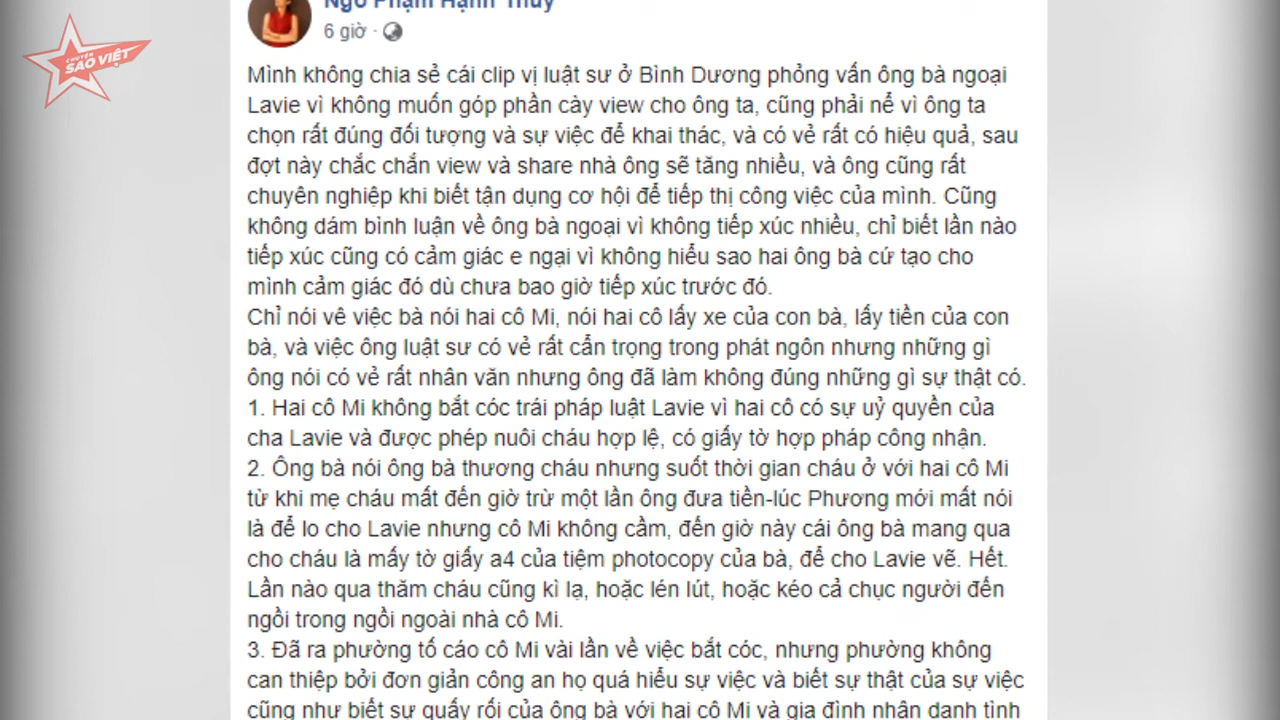 Ngô Phạm Hạnh Thúy
6 giờ ·
CHUYỆN
SAO VIỆT
Mình không chia sẻ cái clip vị luật sư ở Bình Dương phỏng vấn ông bà ngoại
Lavie vì không muốn góp phần cày view cho ông ta, cũng phải nể vì ông ta
chọn rất đúng đối tượng và sự việc để khai thác, và có vẻ rất có hiệu quả, sau
đợt này chắc chắn view và share nhà ông sẽ tăng nhiều, và ông cũng rất
chuyên nghiệp khi biết tận dụng cơ hội để tiếp thị công việc của mình. Cũng
không dám bình luận về ông bà ngoại vì không tiếp xúc nhiều, chỉ biết lần nào
tiếp xúc cũng có cảm giác e ngại vì không hiểu sao hai ông bà cứ tạo cho
mình cảm giác đó dù chưa bao giờ tiếp xúc trước đó.
Chỉ nói vê việc bà nói hai cô Mi, nói hai cô lấy xe của con bà, lấy tiền của con
bà, và việc ông luật sư có vẻ rất cẩn trọng trong phát ngôn nhưng những gì
ông nói có vẻ rất nhân văn nhưng ông đã làm không đúng những gì sự thật có.
1. Hai cô Mi không bắt cóc trái pháp luật Lavie vì hai cô có sự uỷ quyền của
cha Lavie và được phép nuôi cháu hợp lệ, có giấy tờ hợp pháp công nhận.
2. Ông bà nói ông bà thương cháu nhưng suốt thời gian cháu ở với hai cô Mi
từ khi mẹ cháu mất đến giờ trừ một lần ông đưa tiền-lúc Phương mới mất nói
là để lo cho Lavie nhưng cô Mi không cầm, đến giờ này cái ông bà mang qua
cho cháu là mấy tờ giấy a4 của tiệm photocopy của bà, để cho Lavie vẽ. Hết.
Lần nào qua thăm cháu cũng kì lạ, hoặc lén lút, hoặc kéo cả chục người đến
ngồi trong ngồi ngoài nhà cô Mi.
3. Đã ra phường tố cáo cô Mi vài lần về việc bắt cóc, nhưng phường không
can thiệp bởi đơn giản công an họ quá hiểu sự việc và biết sự thật của sự việc
cũng như biết sự quấy rối của ông bà với hai cô Mi và gia đình nhân danh tình